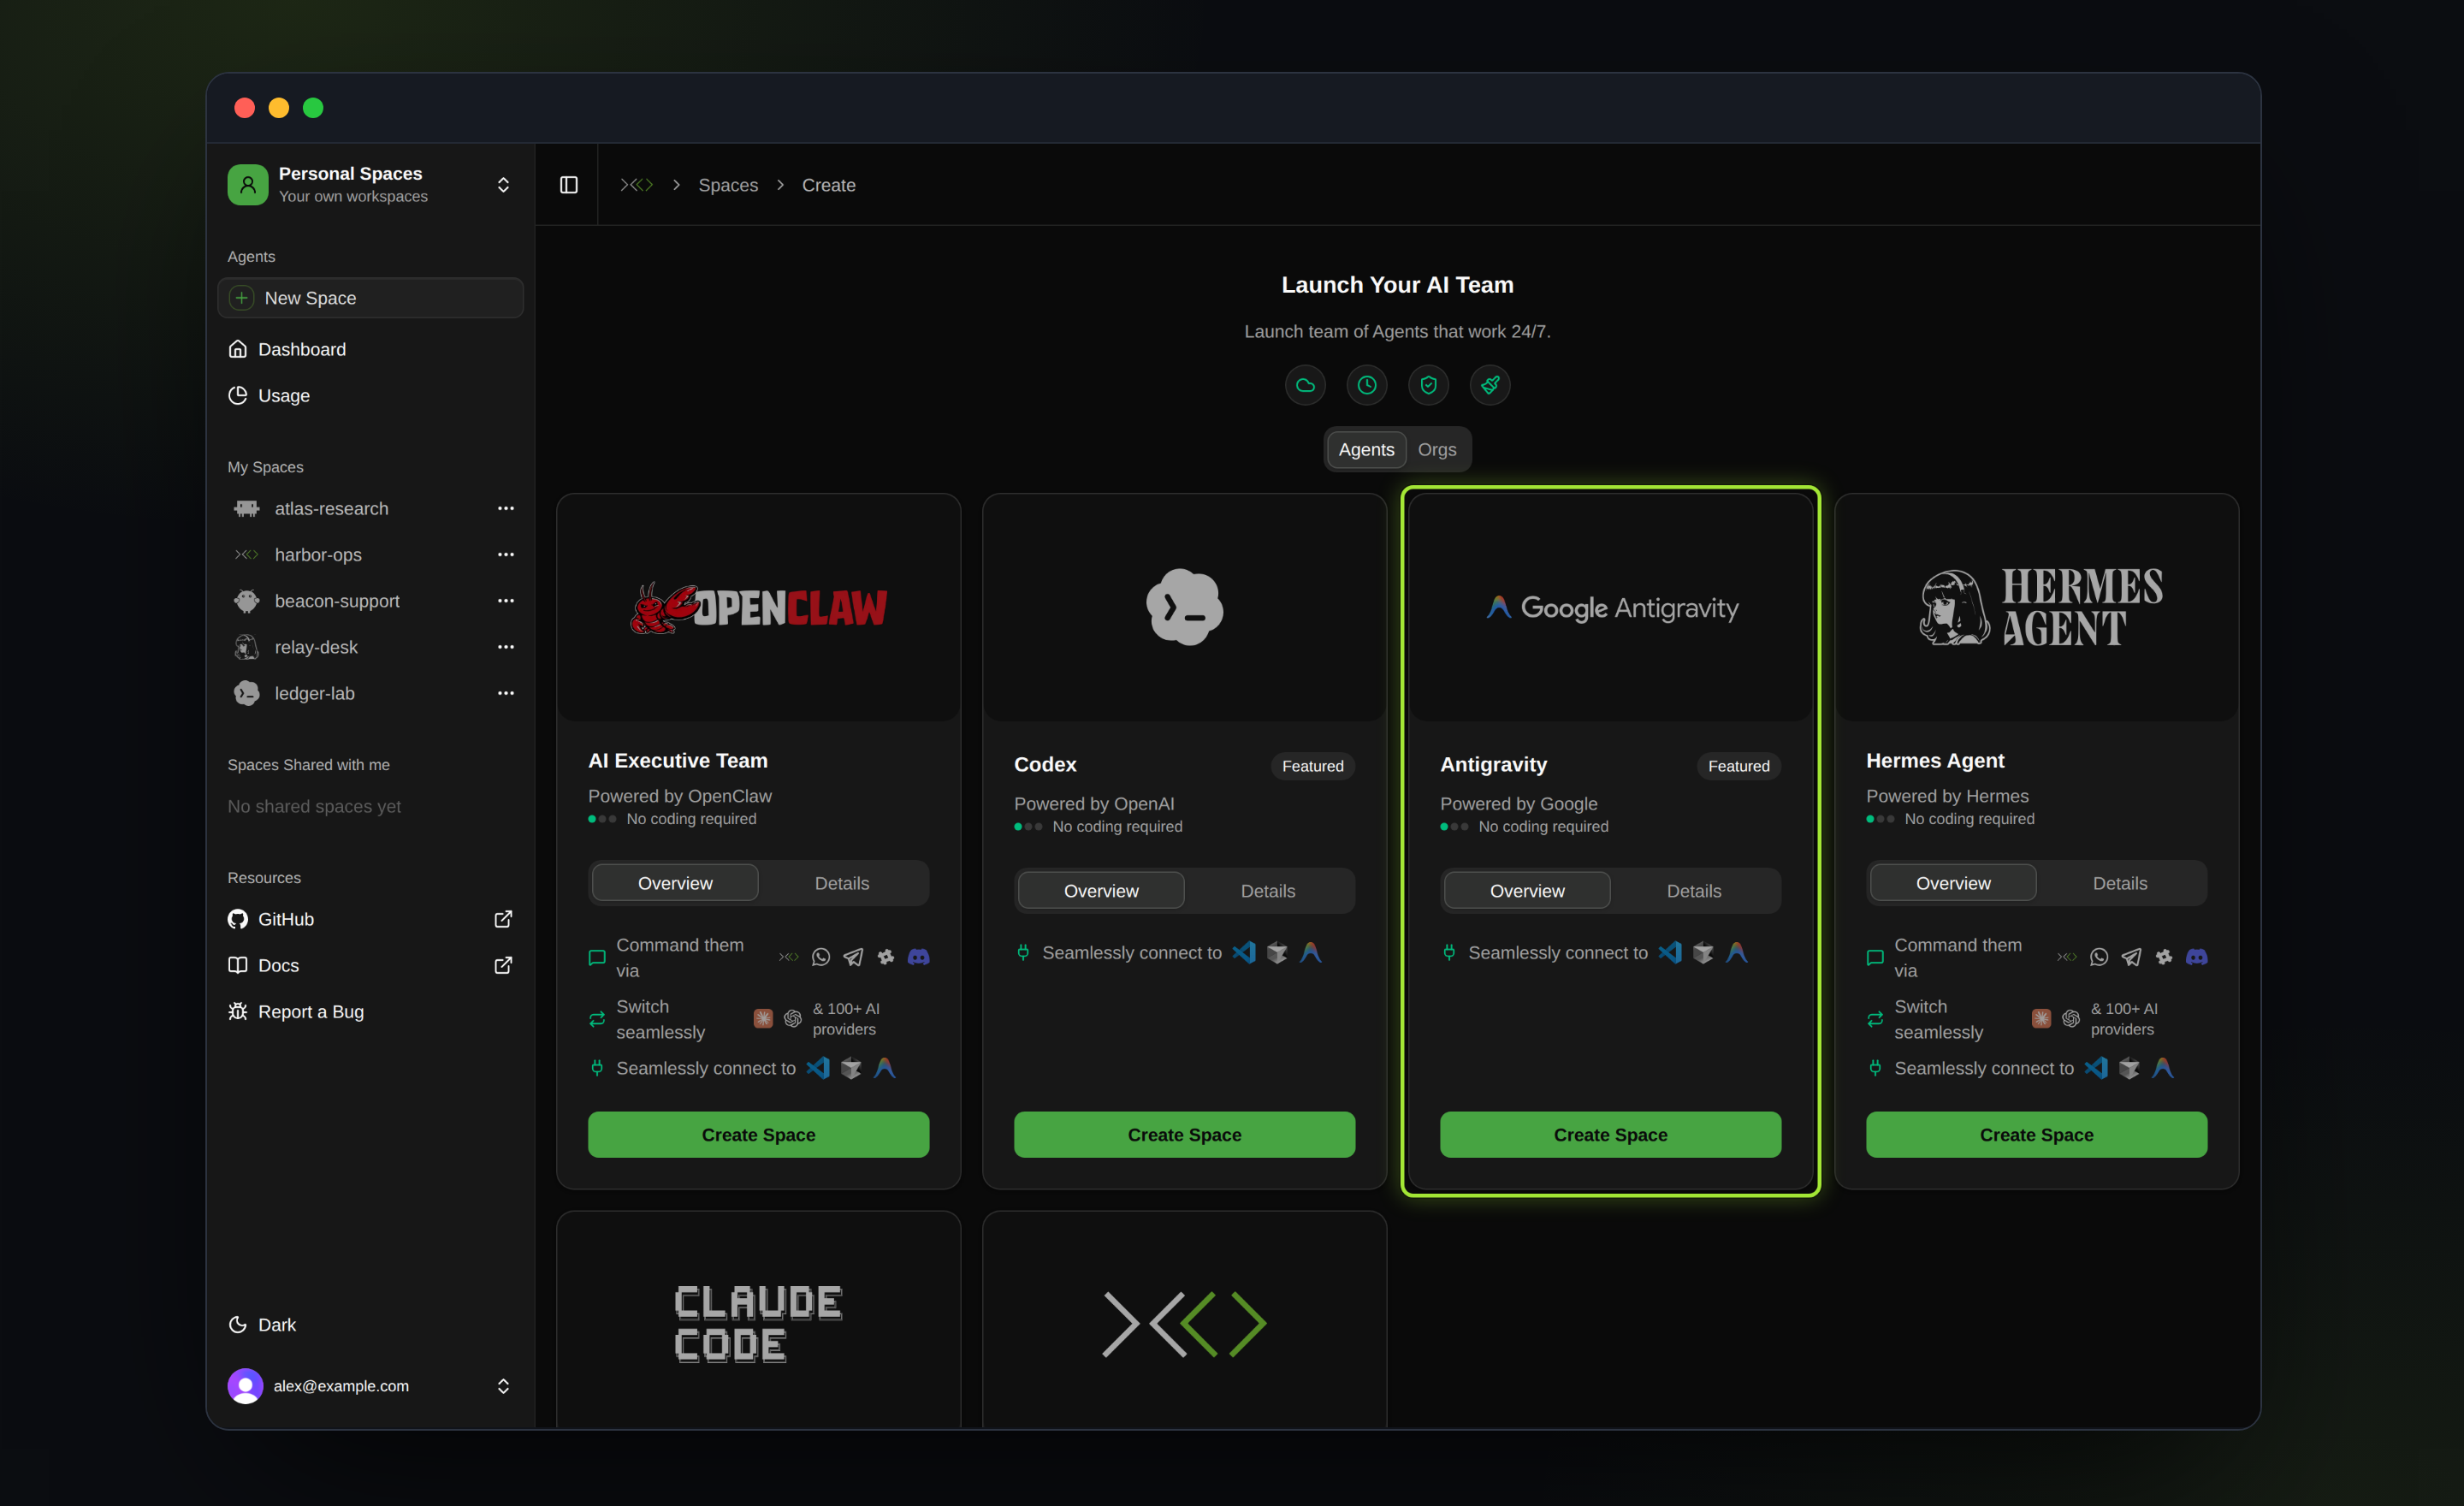 Personal Spaces
Your own workspaces
Agents
New Space
Dashboard
Usage
My Spaces
atlas-research
harbor-ops
beacon-support
relay-desk
ledger-lab
Spaces Shared with me
No shared spaces yet
Resources
GitHub
Docs
Report a Bug
Dark
alex@example.com
Spaces
Create
Launch Your AI Team
Launch team of Agents that work 24/7.
Agents
Orgs
OPENCLAW
AI Executive Team
Powered by OpenClaw
No coding required
Overview
Details
Command them
via
Switch
seamlessly
& 100+ AI
providers
Seamlessly connect to
Create Space
Codex
Featured
Powered by OpenAI
No coding required
Overview
Details
Seamlessly connect to
Create Space
Google Antigravity
Antigravity
Featured
Powered by Google
No coding required
Overview
Details
Seamlessly connect to
Create Space
HERMES
AGENT
Hermes Agent
Powered by Hermes
No coding required
Overview
Details
Command them
via
Switch
seamlessly
& 100+ AI
providers
Seamlessly connect to
Create Space
CLAUDE
CODE